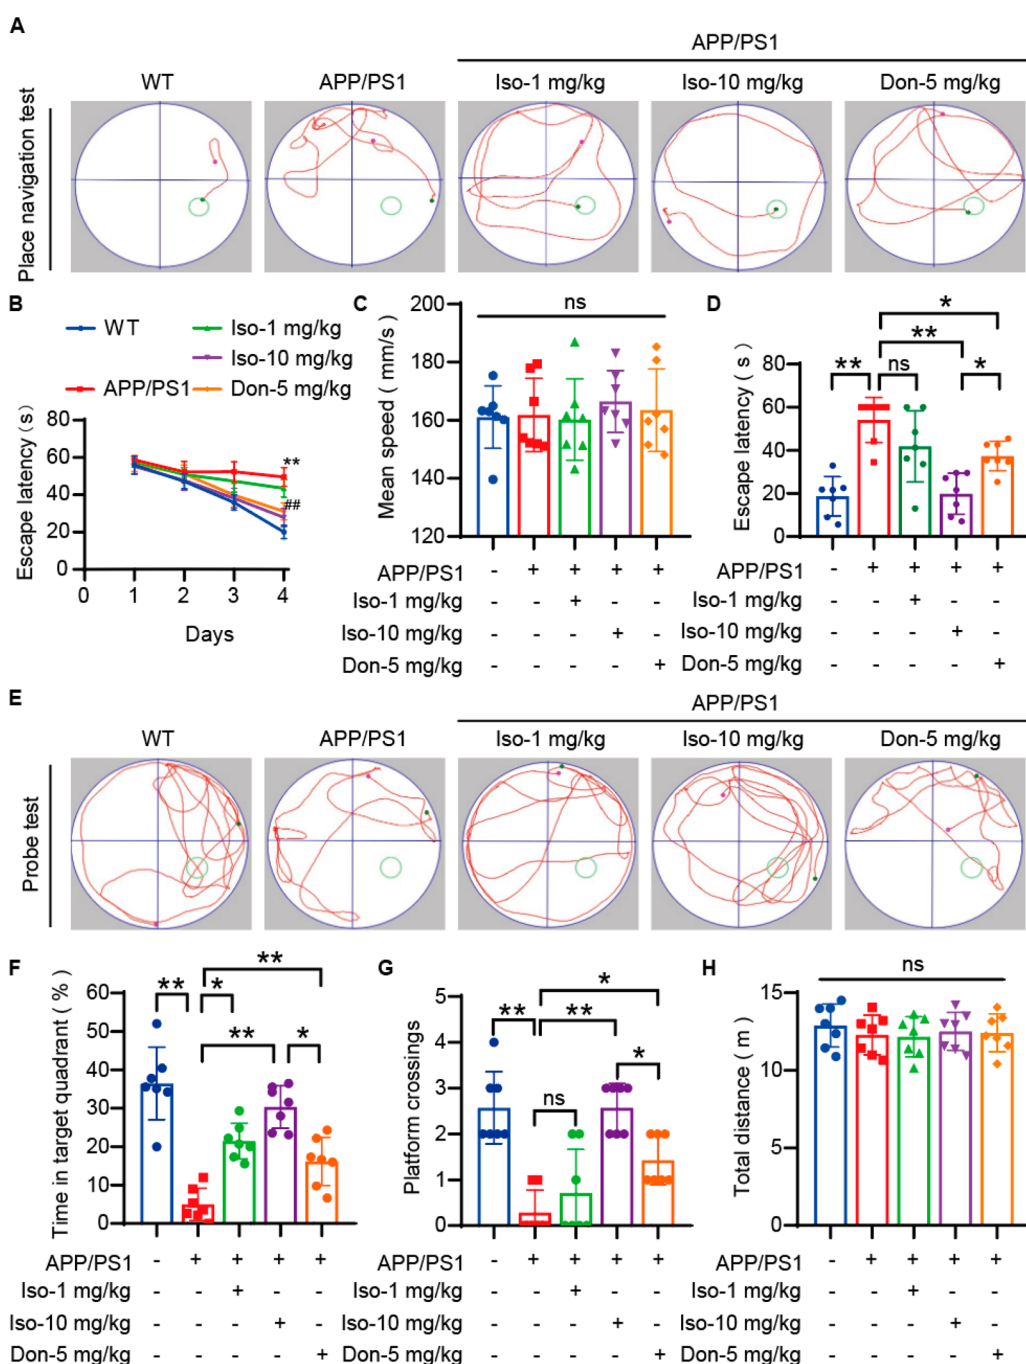 A
APP/PS1
WT APP/PS1 Iso-1 mg/kg Iso-10 mg/kg Don-5 mg/kg
Place navigation test
B
WT Iso-1 mg/kg
Iso-10 mg/kg
APP/PS1 Don-5 mg/kg
Escape latency ( s )
80
60
40
20
0
**
##
0 1 2 3 4
Days
C
ns
Mean speed ( mm/s )
200
180
160
140
120
APP/PS1 - + + + +
Iso-1 mg/kg - - + - -
Iso-10 mg/kg - - - + -
Don-5 mg/kg - - - - +
D
*
**
** ns *
Escape latency ( s )
80
60
40
20
0
APP/PS1 - + + + +
Iso-1 mg/kg - - + - -
Iso-10 mg/kg - - - + -
Don-5 mg/kg - - - - +
E
APP/PS1
WT APP/PS1 Iso-1 mg/kg Iso-10 mg/kg Don-5 mg/kg
Probe test
F
**
** *
** *
Time in target quadrant ( % )
60
50
40
30
20
10
0
APP/PS1 - + + + +
Iso-1 mg/kg - - + - -
Iso-10 mg/kg - - - + -
Don-5 mg/kg - - - - +
G
*
** **
*
ns
Platform crossings
5
4
3
2
1
0
APP/PS1 - + + + +
Iso-1 mg/kg - - + - -
Iso-10 mg/kg - - - + -
Don-5 mg/kg - - - - +
H
ns
Total distance ( m )
15
10
5
0
APP/PS1 - + + + +
Iso-1 mg/kg - - + - -
Iso-10 mg/kg - - - + -
Don-5 mg/kg - - - - +